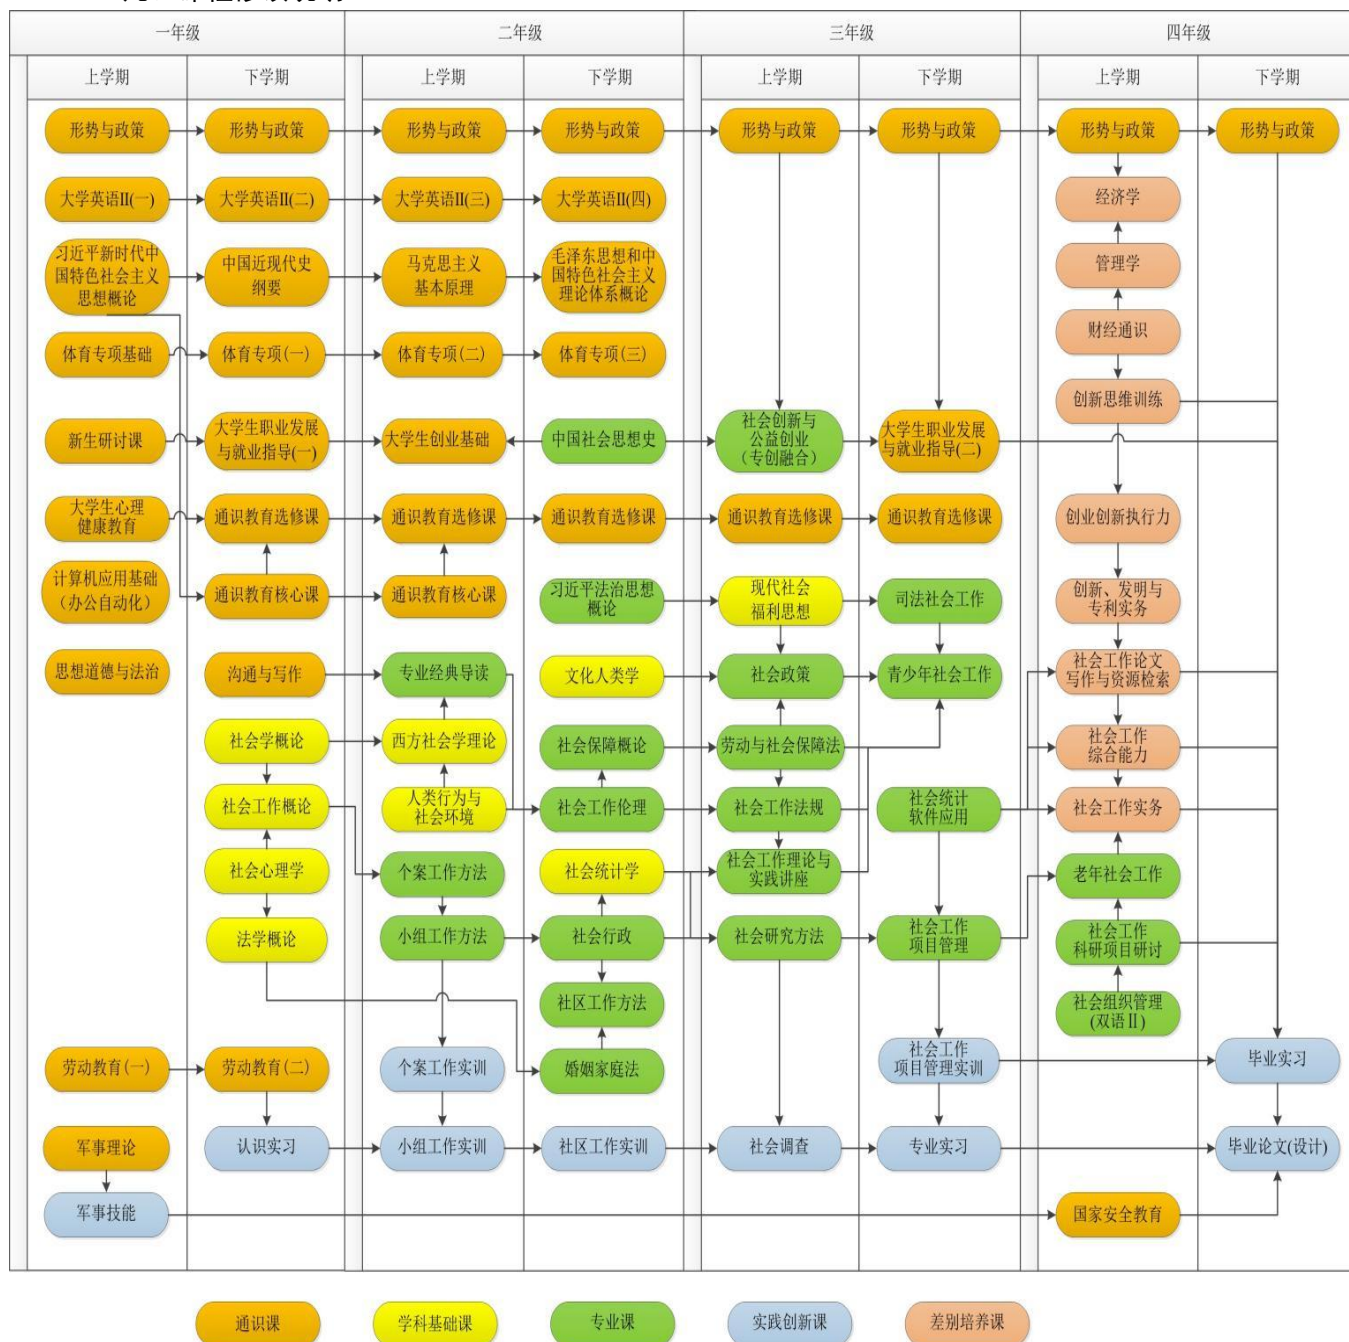 一年级
二年级
三年级
四年级
上学期
下学期
上学期
下学期
上学期
下学期
上学期
下学期
形势与政策
形势与政策
形势与政策
形势与政策
形势与政策
形势与政策
形势与政策
形势与政策
大学英语II(一)
大学英语II(二)
大学英语II(三)
大学英语II(四)
经济学
习近平新时代中
国特色社会主义
思想概论
中国近现代史
纲要
马克思主义
基本原理
毛泽东思想和中
国特色社会主义
理论体系概论
管理学
财经通识
体育专项基础
体育专项(一)
体育专项(二)
体育专项(三)
创新思维训练
新生研讨课
大学生职业发展
与就业指导(一)
大学生创业基础
中国社会思想史
社会创新与
公益创业
（专创融合）
大学生职业发展
与就业指导(二)
大学生心理
健康教育
通识教育选修课
通识教育选修课
通识教育选修课
通识教育选修课
通识教育选修课
创业创新执行力
计算机应用基础
（办公自动化）
通识教育核心课
通识教育核心课
习近平法治思想
概论
现代社会
福利思想
司法社会工作
创新、发明与
专利实务
思想道德与法治
沟通与写作
专业经典导读
文化人类学
社会政策
青少年社会工作
社会工作论文
写作与资源检索
社会学概论
西方社会学理论
社会保障概论
劳动与社会保障法
社会工作
综合能力
社会工作概论
人类行为与
社会环境
社会工作伦理
社会工作法规
社会统计
软件应用
社会工作实务
社会心理学
个案工作方法
社会统计学
社会工作理论与
实践讲座
老年社会工作
法学概论
小组工作方法
社会行政
社会研究方法
社会工作
项目管理
社会工作
科研项目研讨
社区工作方法
社会组织管理
(双语Ⅱ)
劳动教育(一)
劳动教育(二)
个案工作实训
婚姻家庭法
社会工作
项目管理实训
毕业实习
军事理论
认识实习
小组工作实训
社区工作实训
社会调查
专业实习
毕业论文(设计)
军事技能
国家安全教育
通识课
学科基础课
专业课
实践创新课
差别培养课